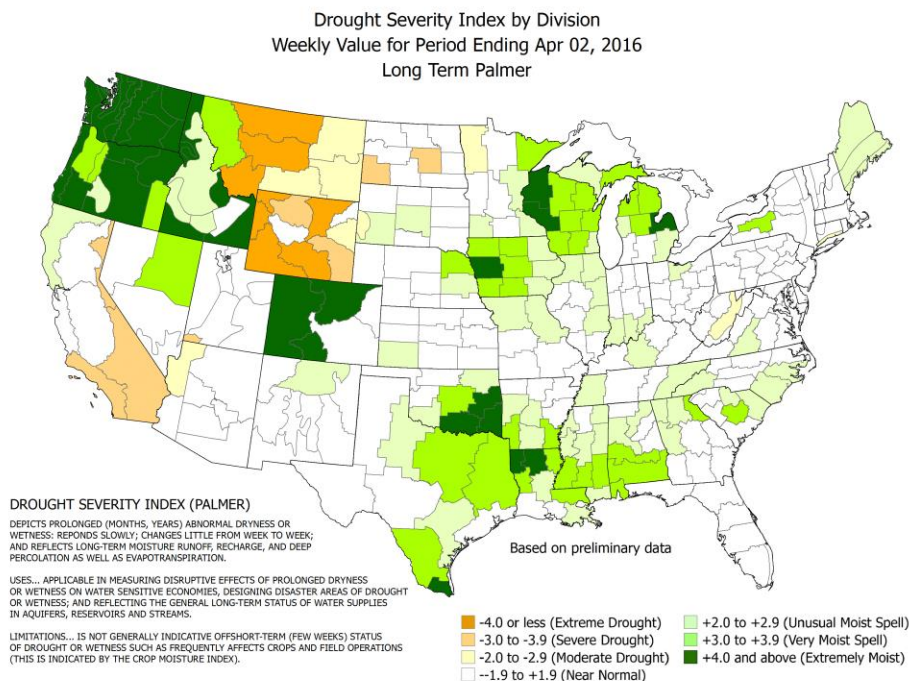 Drought Severity Index by Division
Weekly Value for Period Ending Apr 02, 2016
Long Term Palmer
DROUGHT SEVERITY INDEX (PALMER)
DEPICTS PROLONGED (MONTHS, YEARS) ABNORMAL DRYNESS OR
WETNESS: REPONDS SLOWLY; CHANGES LITTLE FROM WEEK TO WEEK;
AND REFLECTS LONG-TERM MOISTURE RUNOFF, RECHARGE, AND DEEP
PERCOLATION AS WELL AS EVAPOTRANSPIRATION.
USES... APPLICABLE IN MEASURING DISRUPTIVE EFFECTS OF PROLONGED DRYNESS
OR WETNESS ON WATER SENSITIVE ECONOMIES, DESIGNING DISASTER AREAS OF DROUGHT
OR WETNESS; AND REFLECTING THE GENERAL LONG-TERM STATUS OF WATER SUPPLIES
IN AQUIFERS, RESERVOIRS AND STREAMS.
LIMITATIONS... IS NOT GENERALLY INDICATIVE OFFSHORT-TERM (FEW WEEKS) STATUS
OF DROUGHT OR WETNESS SUCH AS FREQUENTLY AFFECTS CROPS AND FIELD OPERATIONS
(THIS IS INDICATED BY THE CROP MOISTURE INDEX).
Based on preliminary data
-4.0 or less (Extreme Drought)
-3.0 to -3.9 (Severe Drought)
-2.0 to -2.9 (Moderate Drought)
--1.9 to +1.9 (Near Normal)
+2.0 to +2.9 (Unusual Moist Spell)
+3.0 to +3.9 (Very Moist Spell)
+4.0 and above (Extremely Moist)